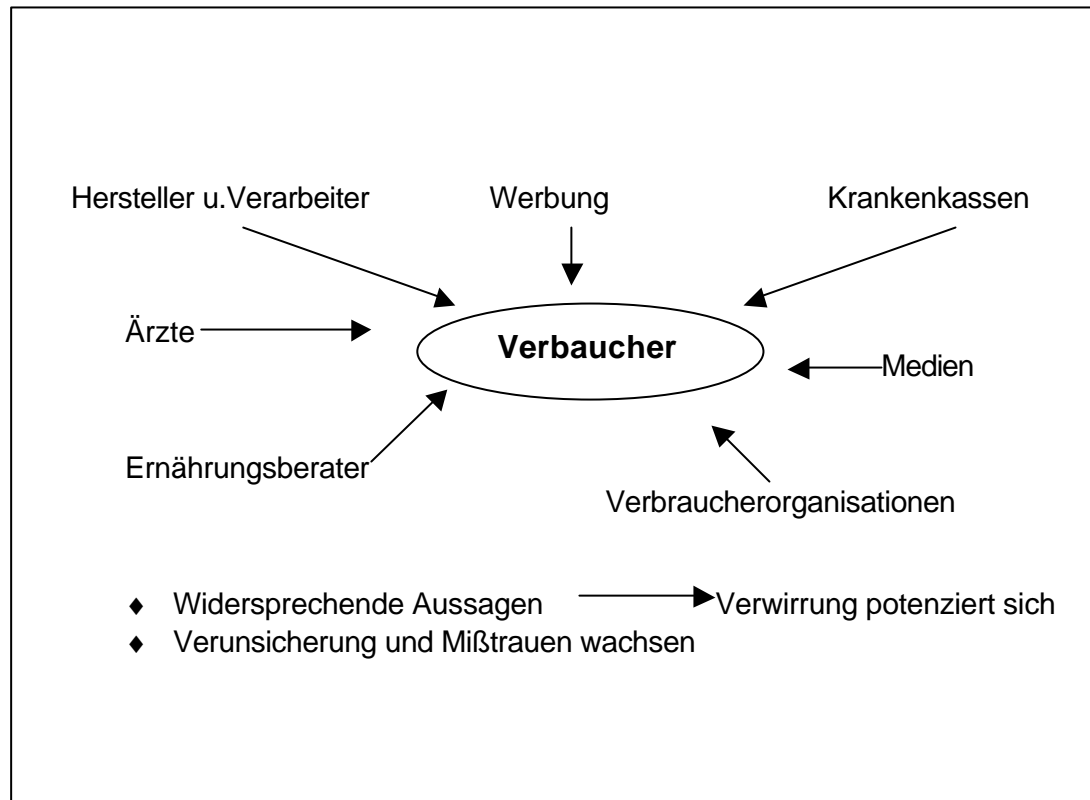 Hersteller u.Verarbeiter
Werbung
Krankenkassen
Ärzte
Verbaucher
Medien
Ernährungsberater
Verbraucherorganisationen
♦ Widersprechende Aussagen Verwirrung potenziert sich
♦ Verunsicherung und Mißtrauen wachsen